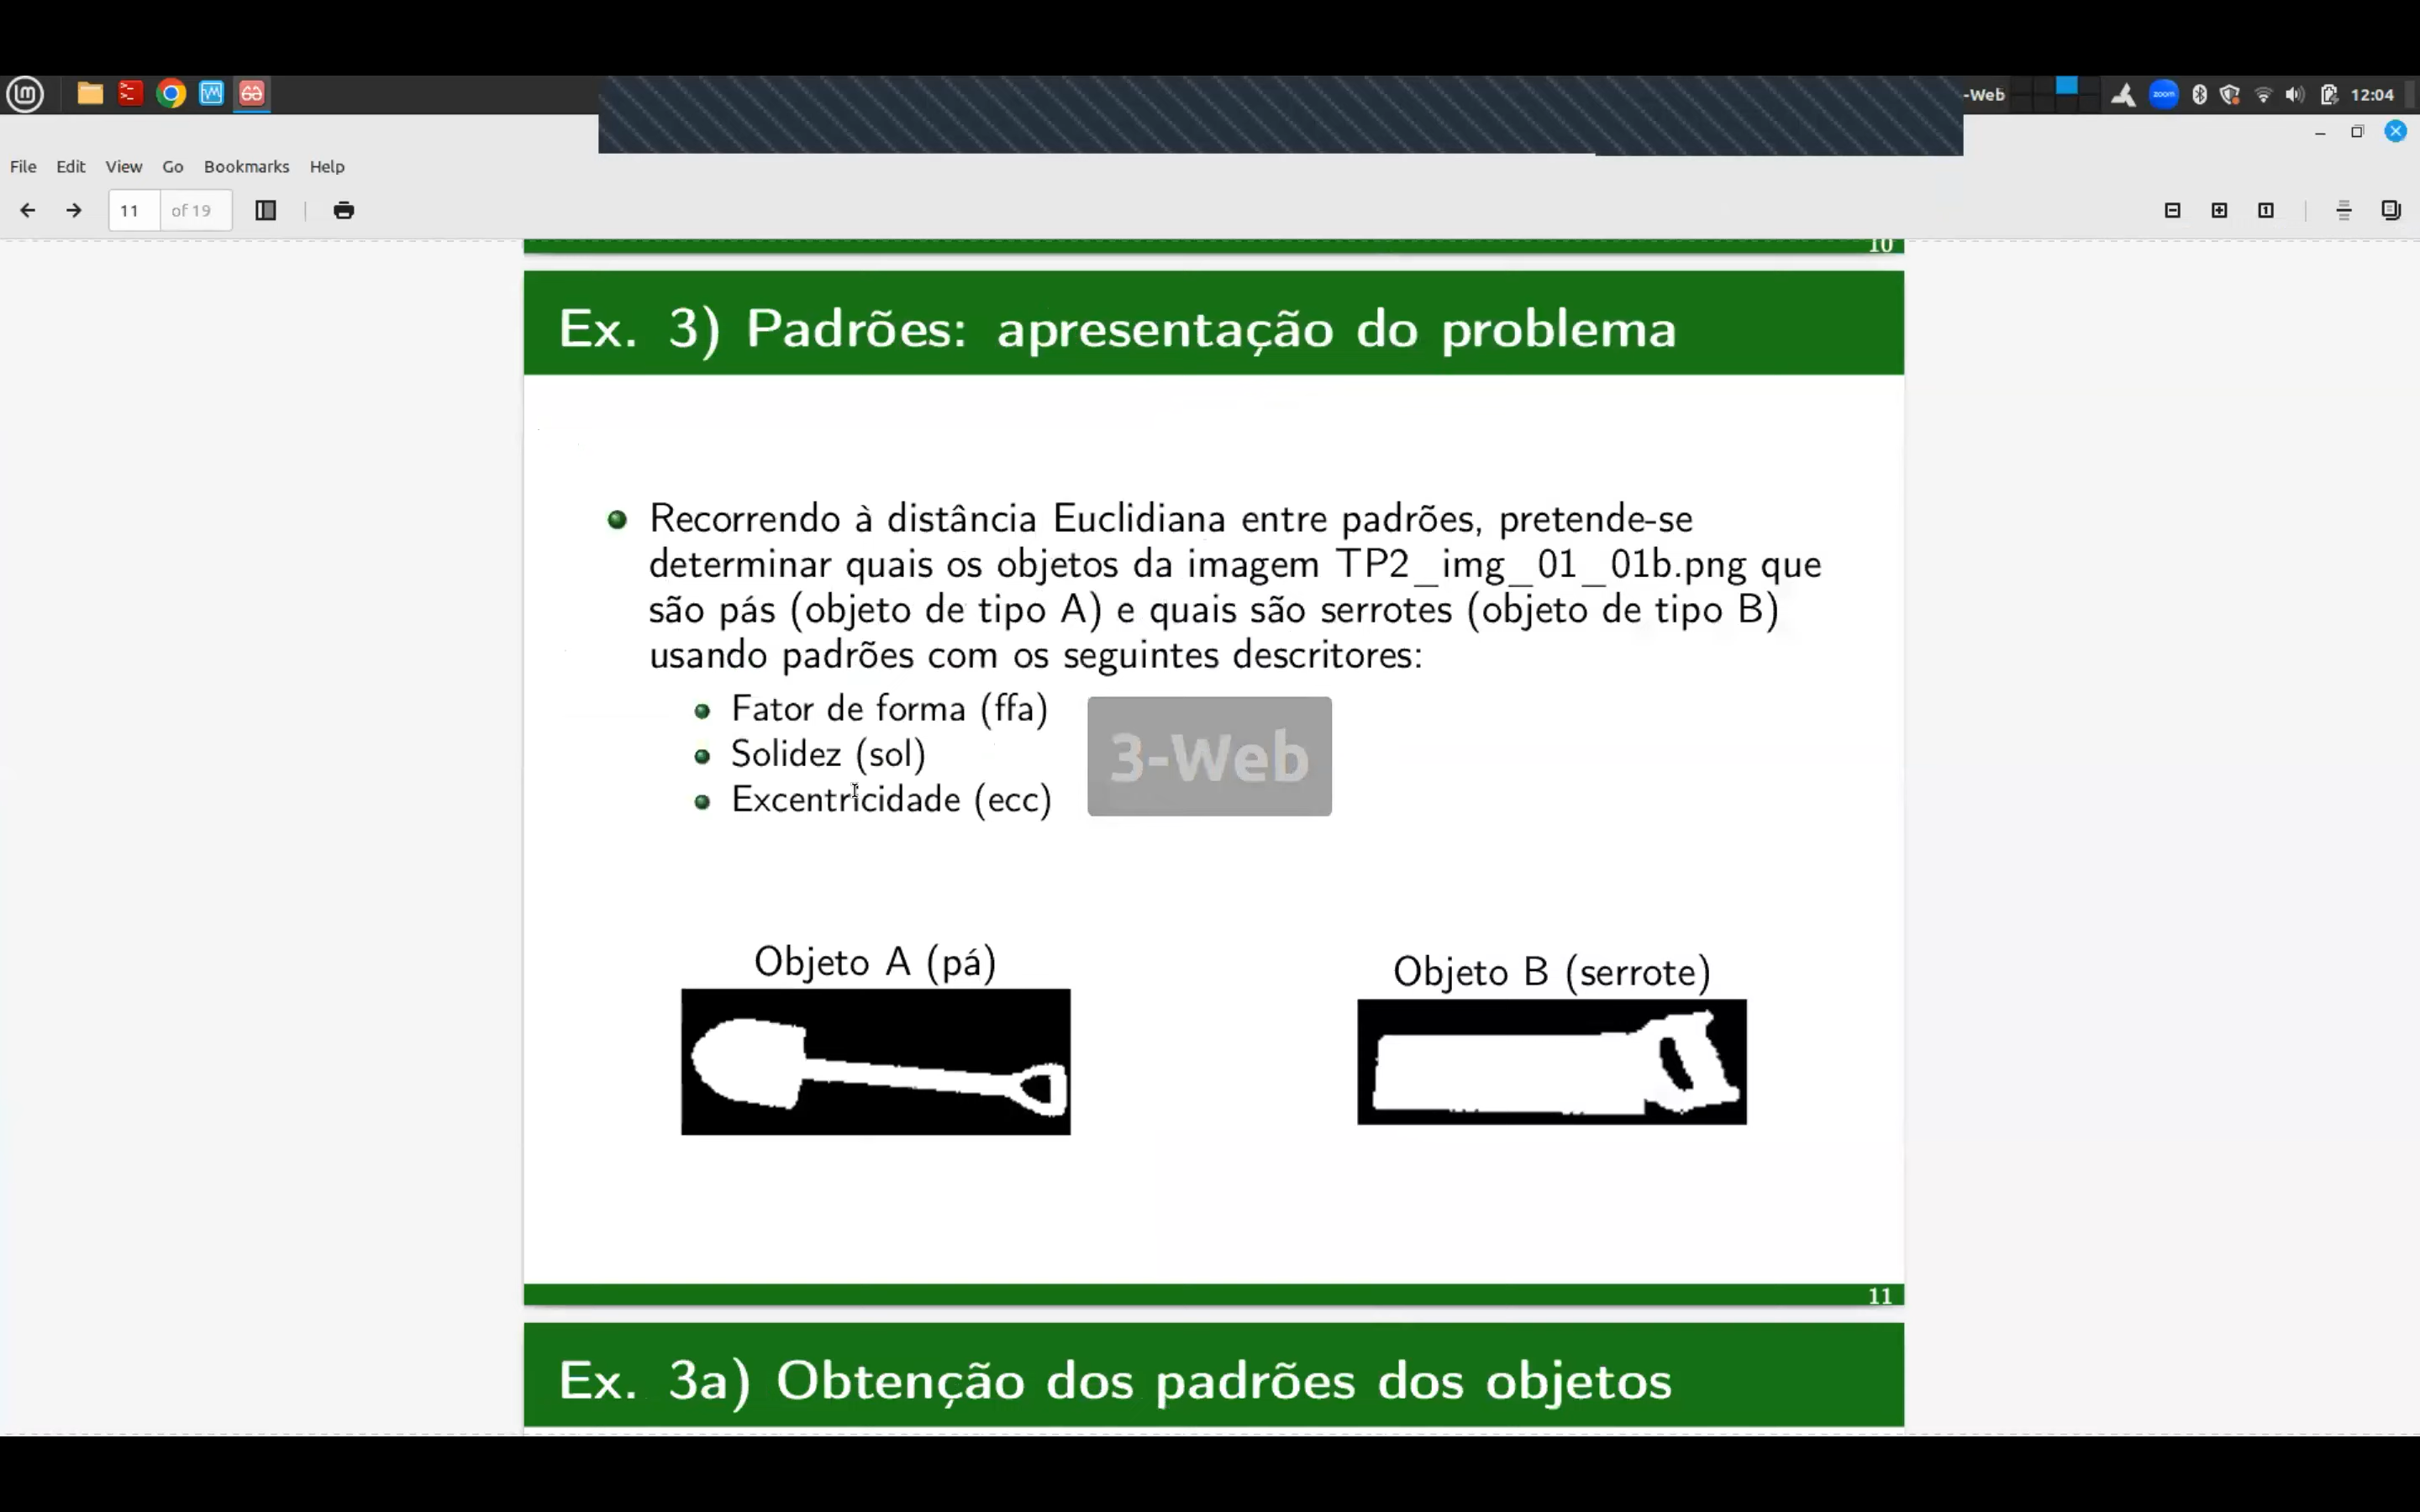 -Web
zoom
12:04
File Edit View Go Bookmarks Help
11 of 19
10
Ex. 3) Padrões: apresentação do problema
Recorrendo à distância Euclidiana entre padrões, pretende-se
determinar quais os objetos da imagem TP2_img_01_01b.png que
são pás (objeto de tipo A) e quais são serrotes (objeto de tipo B)
usando padrões com os seguintes descritores:
Fator de forma (ffa)
Solidez (sol)
Excentricidade (ecc)
3-Web
Objeto A (pá)
Objeto B (serrote)
11
Ex. 3a) Obtenção dos padrões dos objetos